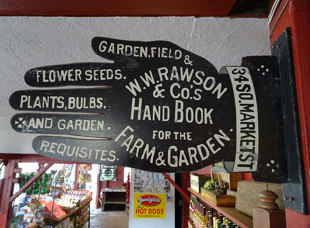 GARDEN, FIELD &
FLOWER SEEDS.
PLANTS, BULBS.
AND GARDEN
REQUISITES.
W.W. RAWSON
& Co's
HAND BOOK
FOR THE
FARM & GARDEN.
34 SO. MARKET ST
Zweigle's
HOT DOGS